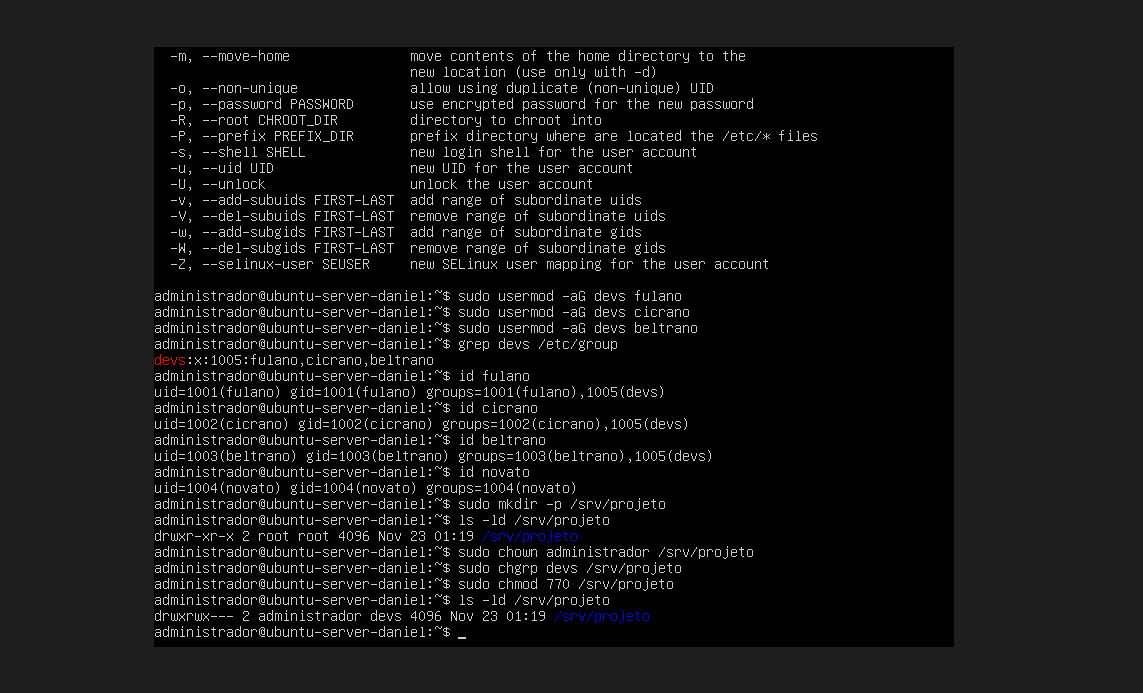 -m, --move-home               move contents of the home directory to the
                              new location (use only with -d)
-o, --non-unique              allow using duplicate (non-unique) UID
-p, --password PASSWORD       use encrypted password for the new password
-R, --root CHROOT_DIR         directory to chroot into
-P, --prefix PREFIX_DIR       prefix directory where are located the /etc/* files
-s, --shell SHELL             new login shell for the user account
-u, --uid UID                 new UID for the user account
-U, --unlock                  unlock the user account
-v, --add-subuids FIRST-LAST  add range of subordinate uids
-V, --del-subuids FIRST-LAST  remove range of subordinate uids
-w, --add-subgids FIRST-LAST  add range of subordinate gids
-W, --del-subgids FIRST-LAST  remove range of subordinate gids
-Z, --selinux-user SEUSER     new SELinux user mapping for the user account
administrador@ubuntu-server-daniel:~$ sudo usermod -aG devs fulano
administrador@ubuntu-server-daniel:~$ sudo usermod -aG devs cicrano
administrador@ubuntu-server-daniel:~$ sudo usermod -aG devs beltrano
administrador@ubuntu-server-daniel:~$ grep devs /etc/group
devs:x:1005:fulano,cicrano,beltrano
administrador@ubuntu-server-daniel:~$ id fulano
uid=1001(fulano) gid=1001(fulano) groups=1001(fulano),1005(devs)
administrador@ubuntu-server-daniel:~$ id cicrano
uid=1002(cicrano) gid=1002(cicrano) groups=1002(cicrano),1005(devs)
administrador@ubuntu-server-daniel:~$ id beltrano
uid=1003(beltrano) gid=1003(beltrano) groups=1003(beltrano),1005(devs)
administrador@ubuntu-server-daniel:~$ id novato
uid=1004(novato) gid=1004(novato) groups=1004(novato)
administrador@ubuntu-server-daniel:~$ sudo mkdir -p /srv/projeto
administrador@ubuntu-server-daniel:~$ ls -ld /srv/projeto
drwxr-xr-x 2 root root 4096 Nov 23 01:19 /srv/projeto
administrador@ubuntu-server-daniel:~$ sudo chown administrador /srv/projeto
administrador@ubuntu-server-daniel:~$ sudo chgrp devs /srv/projeto
administrador@ubuntu-server-daniel:~$ sudo chmod 770 /srv/projeto
administrador@ubuntu-server-daniel:~$ ls -ld /srv/projeto
drwxrwx--- 2 administrador devs 4096 Nov 23 01:19 /srv/projeto
administrador@ubuntu-server-daniel:~$ _